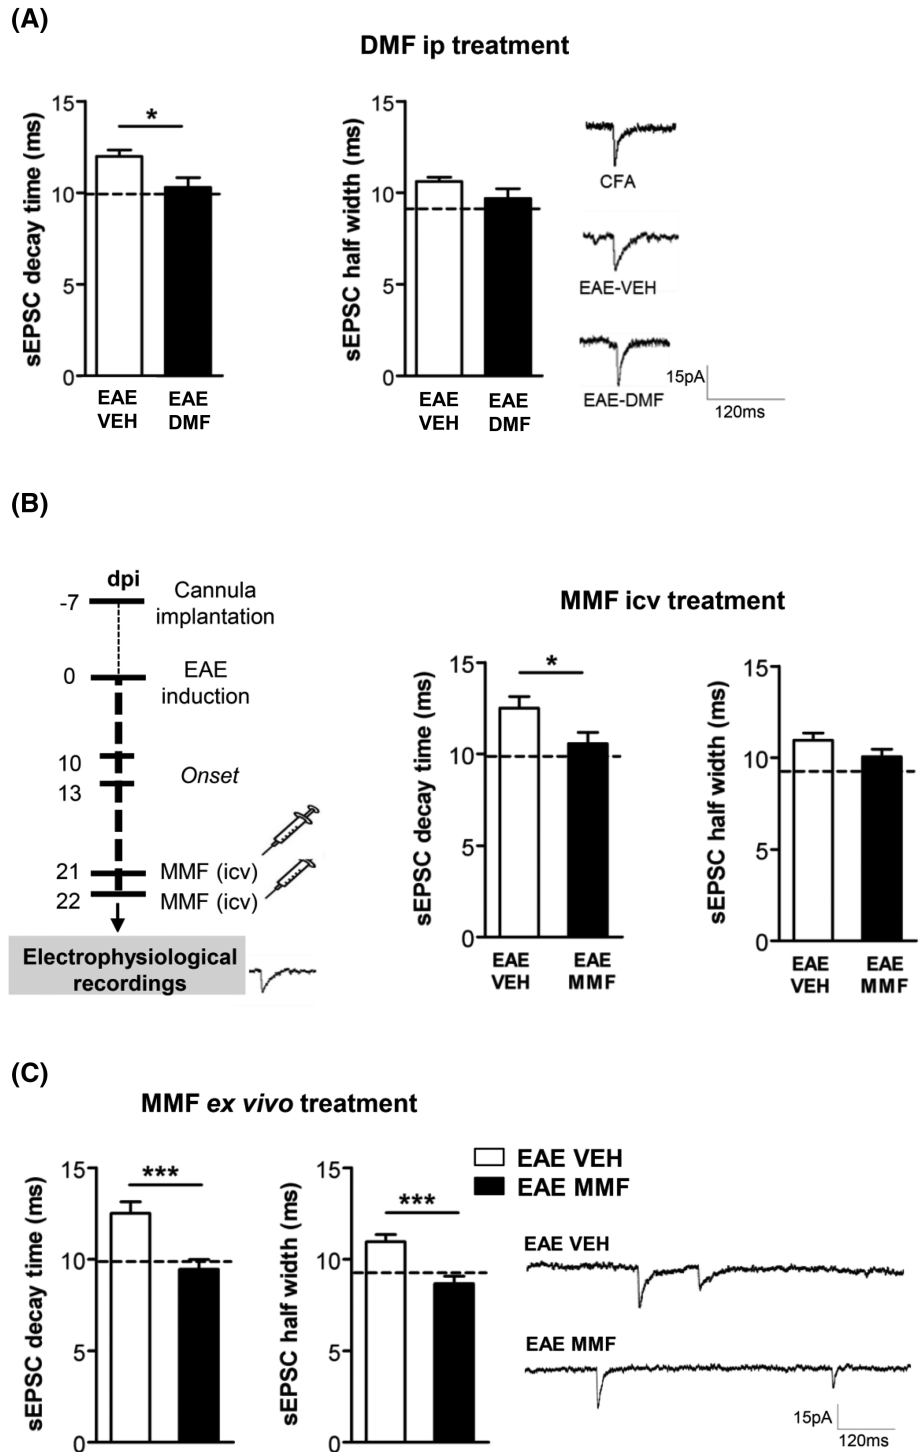 (A)
DMF ip treatment
sEPSC decay time (ms)
15
10
5
0
*
EAE VEH
EAE DMF
sEPSC half width (ms)
15
10
5
0
EAE VEH
EAE DMF
CFA
EAE-VEH
EAE-DMF
15pA
120ms
(B)
dpi
-7
Cannula
implantation
0
EAE
induction
10
Onset
13
21
MMF (icv)
22
MMF (icv)
Electrophysiological
recordings
MMF icv treatment
sEPSC decay time (ms)
15
10
5
0
*
EAE VEH
EAE MMF
sEPSC half width (ms)
15
10
5
0
EAE VEH
EAE MMF
(C)
MMF ex vivo treatment
sEPSC decay time (ms)
15
10
5
0
***
sEPSC half width (ms)
15
10
5
0
***
EAE VEH
EAE MMF
EAE VEH
EAE MMF
15pA
120ms